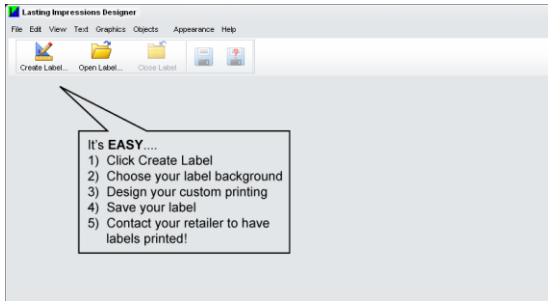 Lasting Impressions Designer
File Edit View Text Graphics Objects Appearance Help
Create Label... Open Label... Close Label
It's EASY....
1) Click Create Label
2) Choose your label background
3) Design your custom printing
4) Save your label
5) Contact your retailer to have
labels printed!